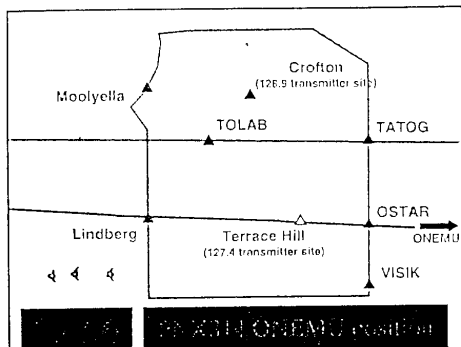 Crofton
(126.9 transmitter site)
Moolyella
TOLAB
TATOG
OSTAR
Lindberg
Terrace Hill
(127.4 transmitter site)
ONEMU
VISIK
ONEMU position